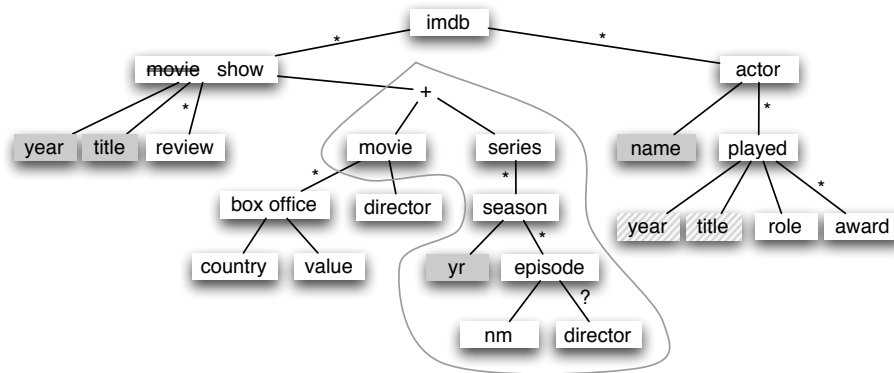 imdb
* *
movie show actor
+
* *
year title review movie series name played
* * *
box office director season year title role award
*
country value yr episode
?
nm director